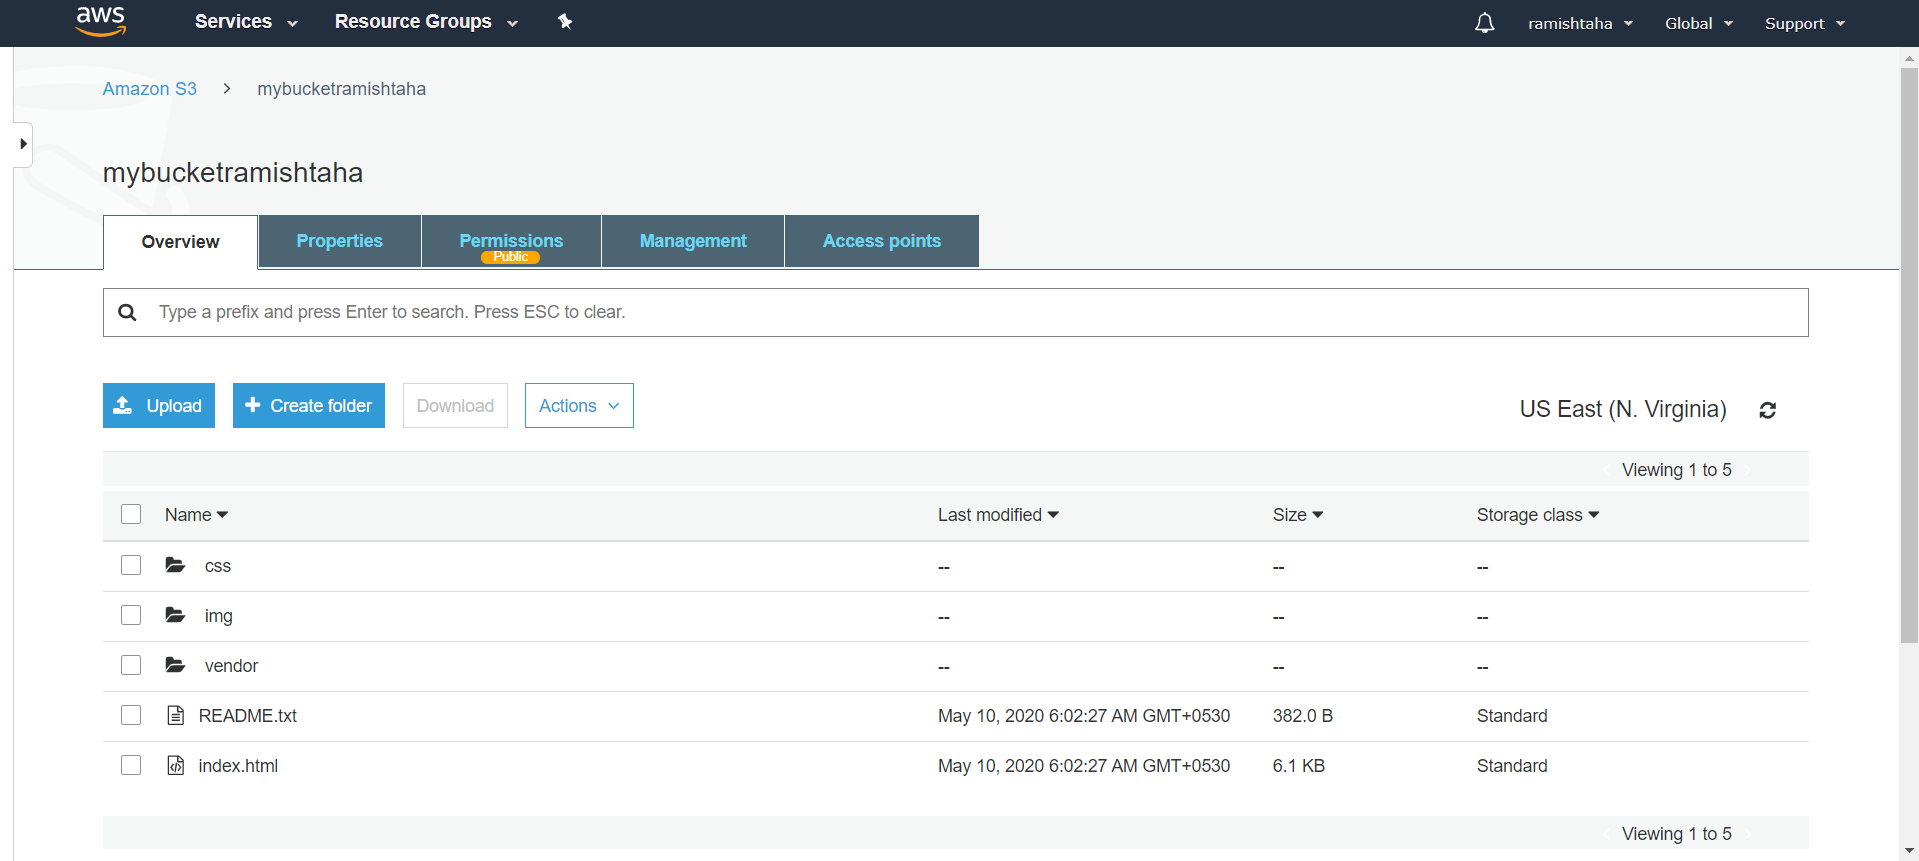 aws Services Resource Groups ramishtaha Global Support
Amazon S3 > mybucketramishtaha
mybucketramishtaha
Overview Properties Permissions Management Access points
Public
Type a prefix and press Enter to search. Press ESC to clear.
Upload + Create folder Download Actions US East (N. Virginia)
Viewing 1 to 5
Name Last modified Size Storage class
css -- -- --
img -- -- --
vendor -- -- --
README.txt May 10, 2020 6:02:27 AM GMT+0530 382.0 B Standard
index.html May 10, 2020 6:02:27 AM GMT+0530 6.1 KB Standard
Viewing 1 to 5